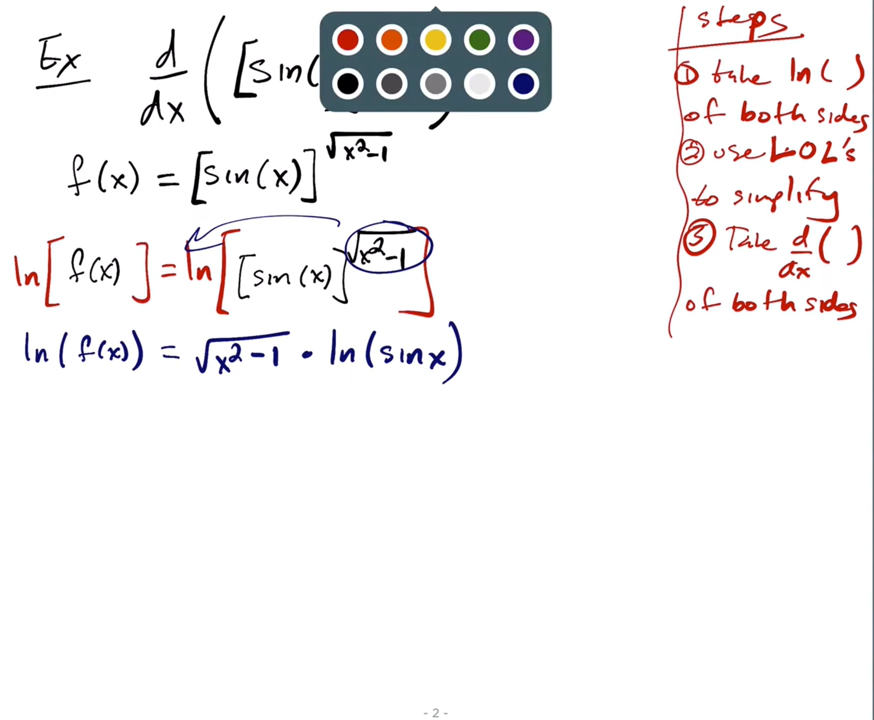 Ex d/dx ( [sin(
f(x) = [sin(x)]^√(x²-1)
ln[ f(x) ] = ln[ [sin(x)]^√(x²-1) ]
ln(f(x)) = √(x²-1) · ln(sinx)
steps
① take ln( )
of both sides
② use LOL's
to simplify
③ Take d/dx ( )
of both sides
- 2 -